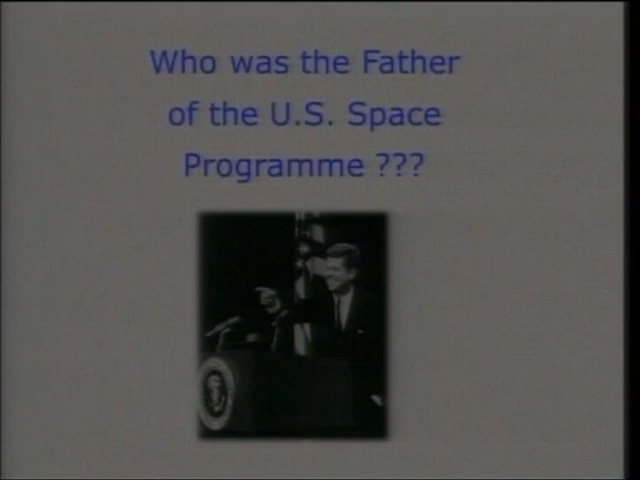 Who was the Father
of the U.S. Space
Programme ???